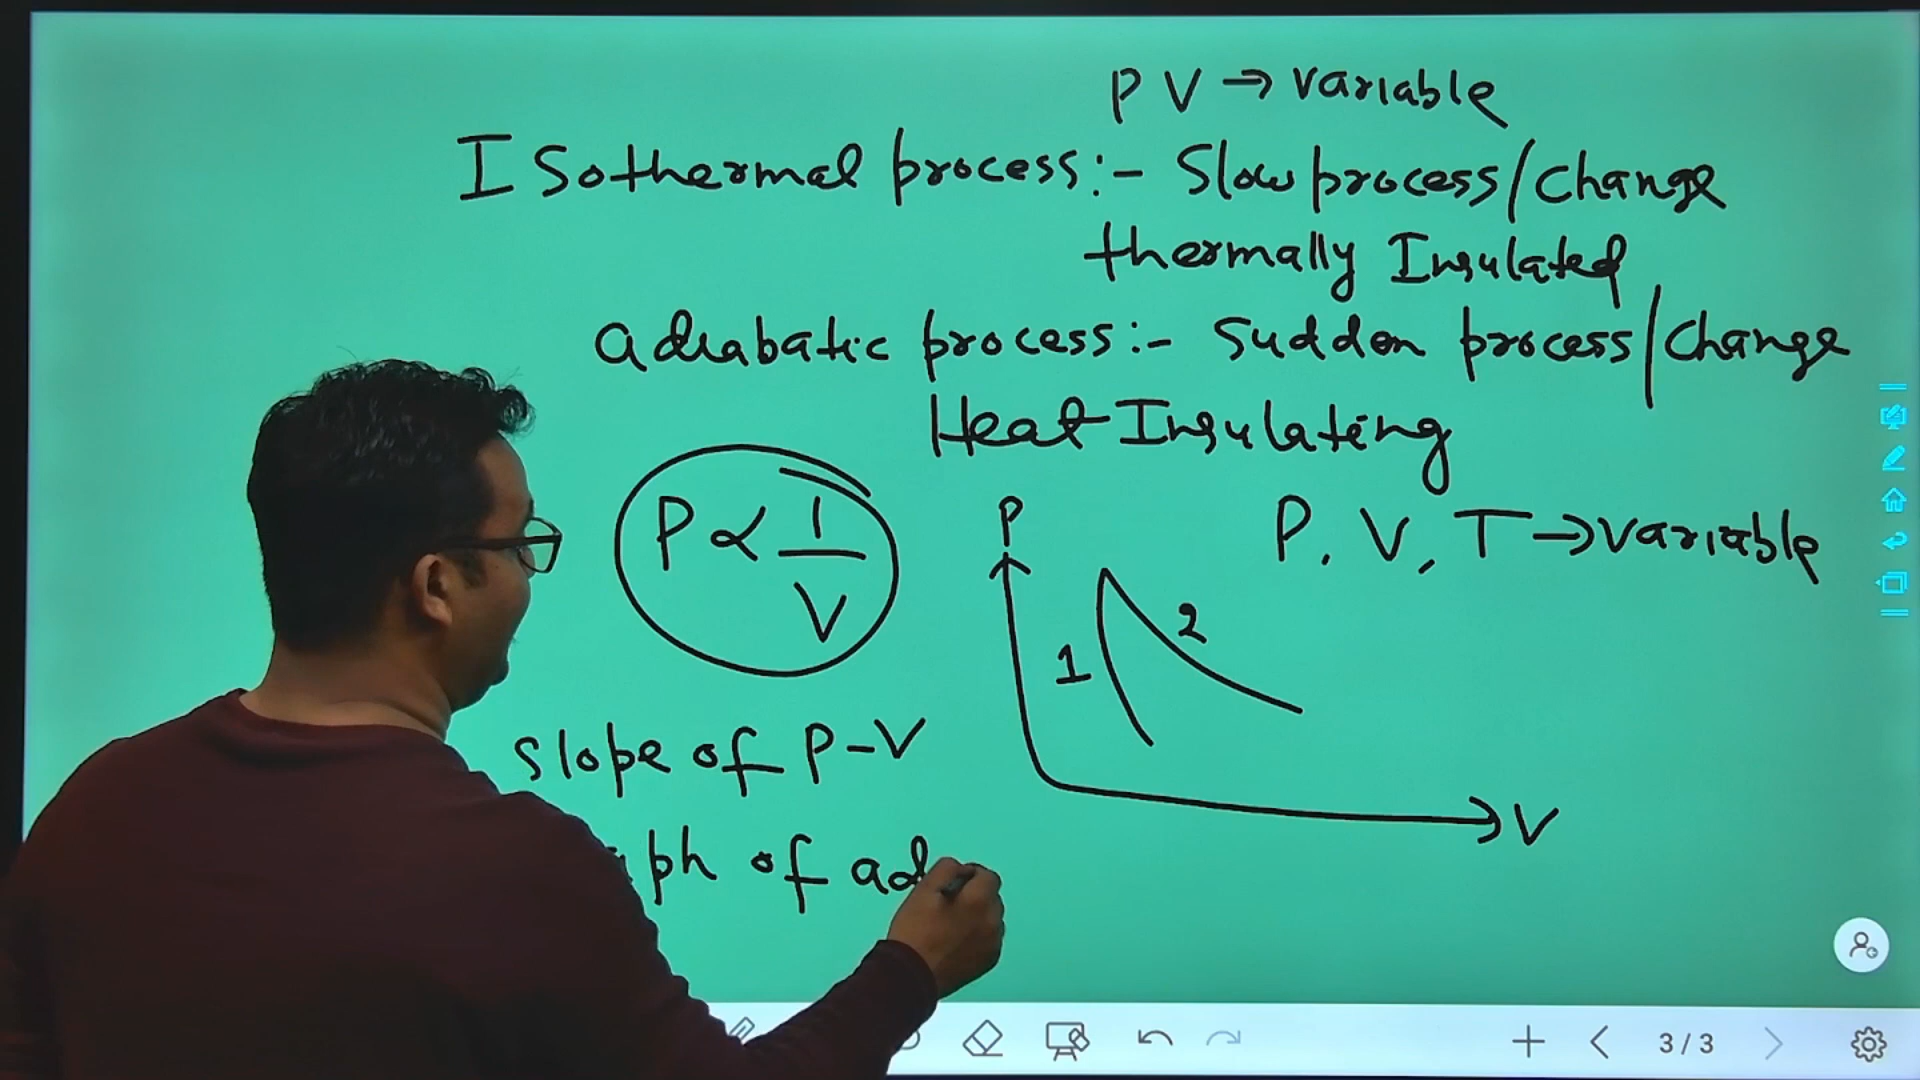 P V → variable
Isothermal process:- Slow process/change
thermally Insulated
adiabatic process:- Sudden process/change
Heat Insulating
P ∝ 1/V
P
P, V, T → variable
1
2
slope of P-V
V
ph of ad
3/3